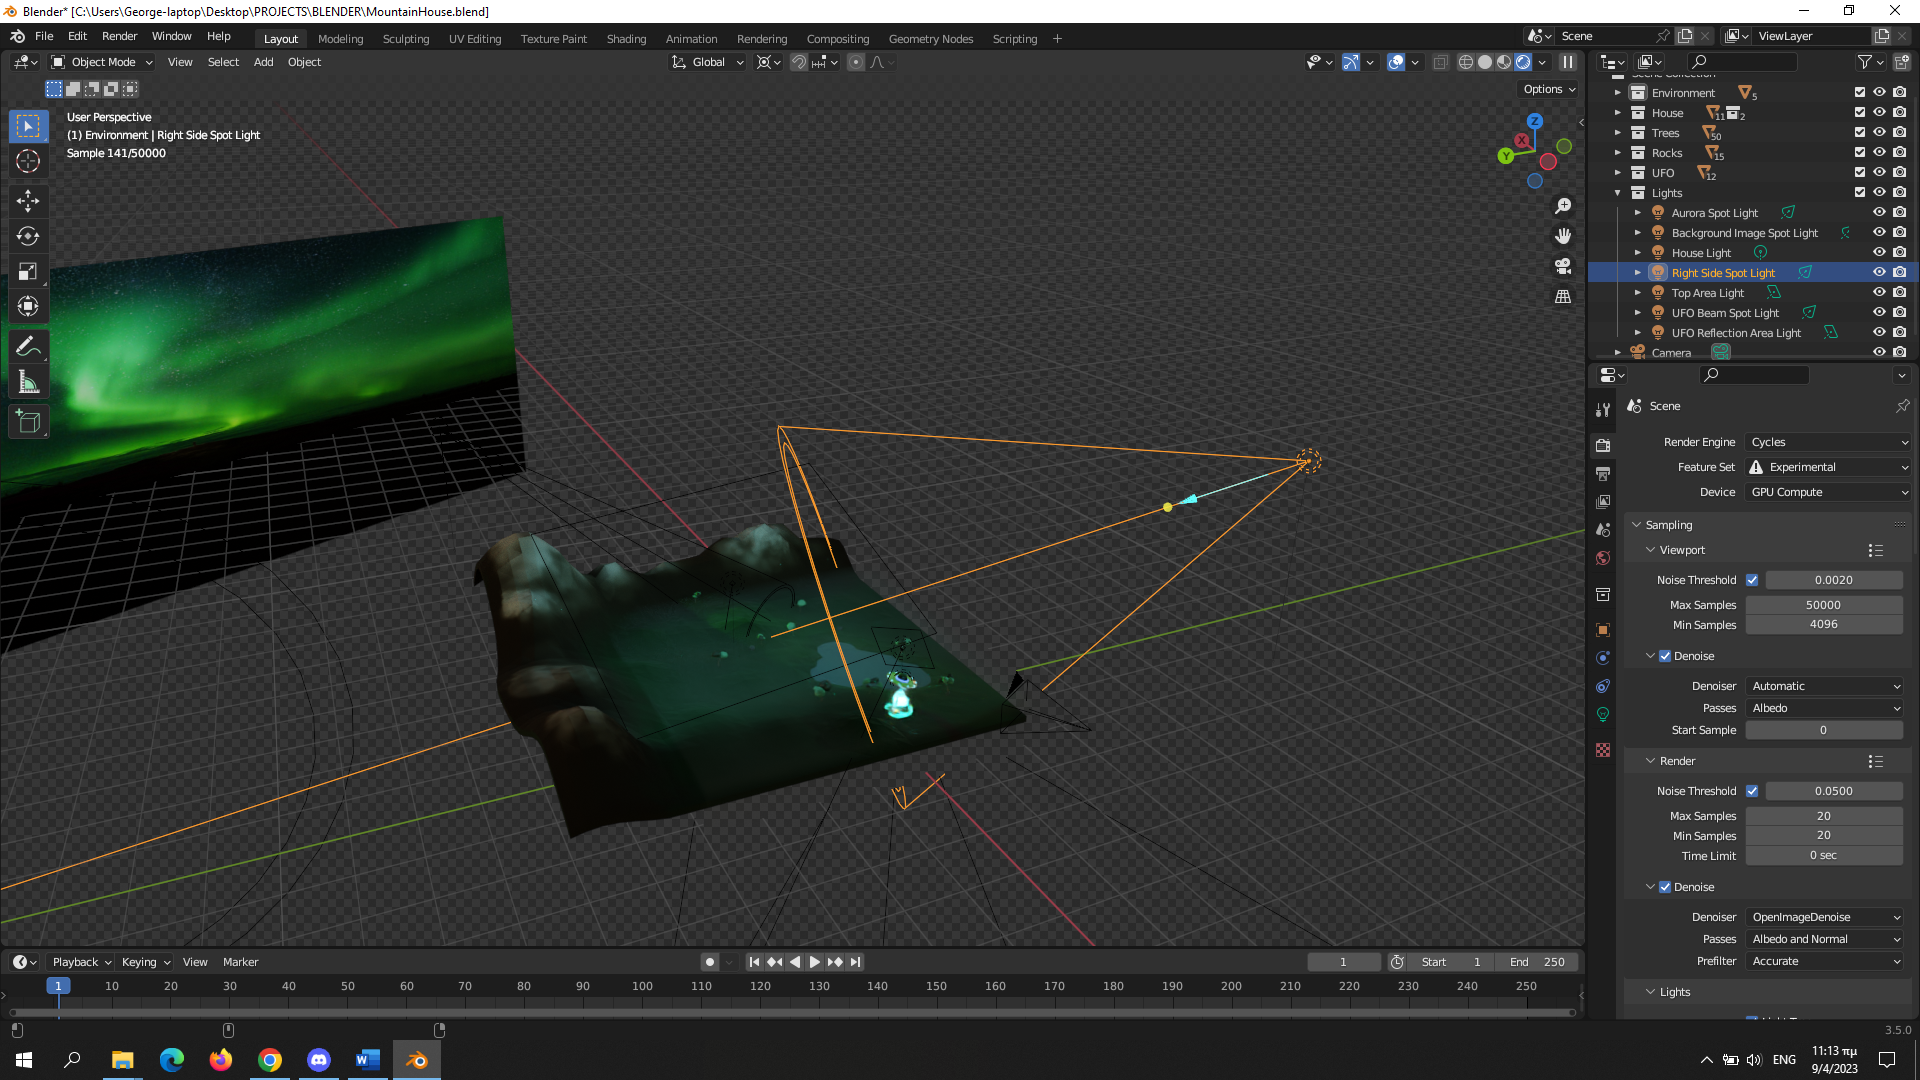 Blender* [C:\Users\George-laptop\Desktop\PROJECTS\BLENDER\MountainHouse.blend]
File Edit Render Window Help Layout Modeling Sculpting UV Editing Texture Paint Shading Animation Rendering Compositing Geometry Nodes Scripting + Scene ViewLayer
Object Mode View Select Add Object Global
Options
User Perspective
(1) Environment | Right Side Spot Light
Sample 141/50000
Z
X
Y
Scene Collection
Environment 5
House 11 2
Trees 50
Rocks 15
UFO 12
Lights
Aurora Spot Light
Background Image Spot Light
House Light
Right Side Spot Light
Top Area Light
UFO Beam Spot Light
UFO Reflection Area Light
Camera
Scene
Render Engine Cycles
Feature Set Experimental
Device GPU Compute
Sampling
Viewport
Noise Threshold 0.0020
Max Samples 50000
Min Samples 4096
Denoise
Denoiser Automatic
Passes Albedo
Start Sample 0
Render
Noise Threshold 0.0500
Max Samples 20
Min Samples 20
Time Limit 0 sec
Denoise
Denoiser OpenImageDenoise
Passes Albedo and Normal
Prefilter Accurate
Lights
Playback Keying View Marker 1 Start 1 End 250
1 10 20 30 40 50 60 70 80 90 100 110 120 130 140 150 160 170 180 190 200 210 220 230 240 250
3.5.0
ENG
11:13 πμ
9/4/2023